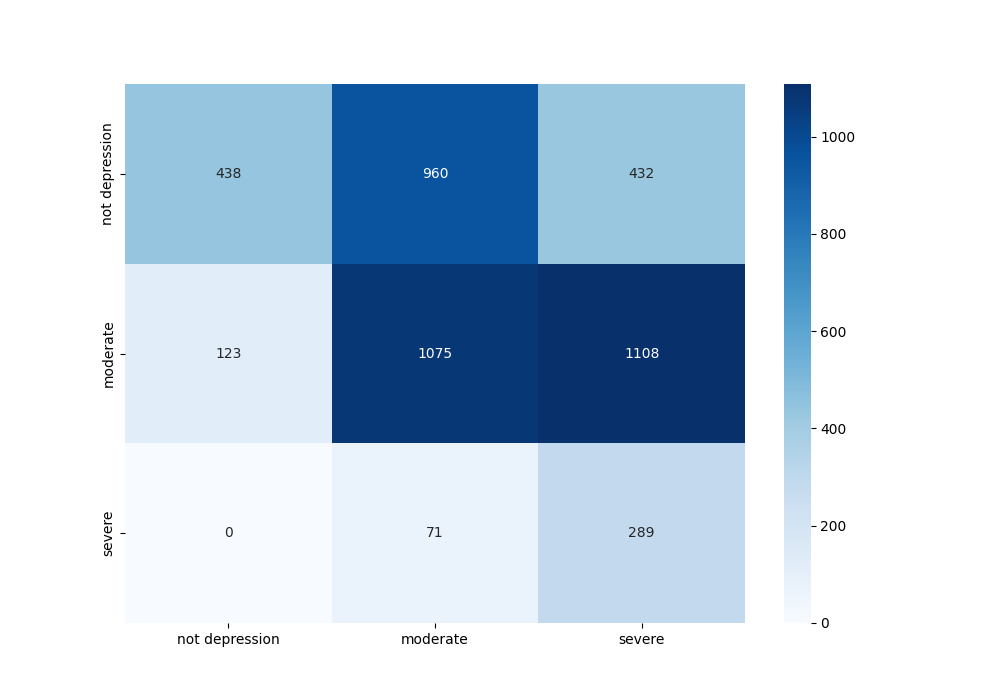 not depression
438
960
432
moderate
123
1075
1108
severe
0
71
289
not depression
moderate
severe
1000
800
600
400
200
0